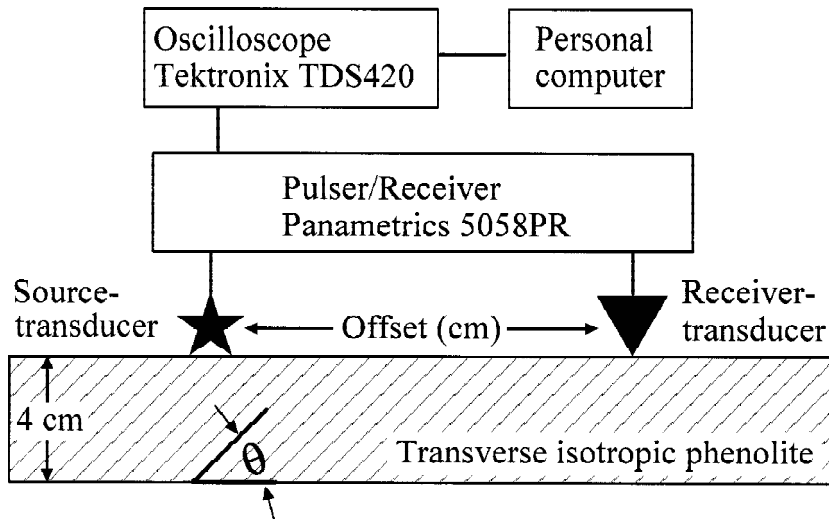 Oscilloscope
Tektronix TDS420
Personal
computer
Pulser/Receiver
Panametrics 5058PR
Source-
transducer
Offset (cm)
Receiver-
transducer
4 cm
θ
Transverse isotropic phenolite